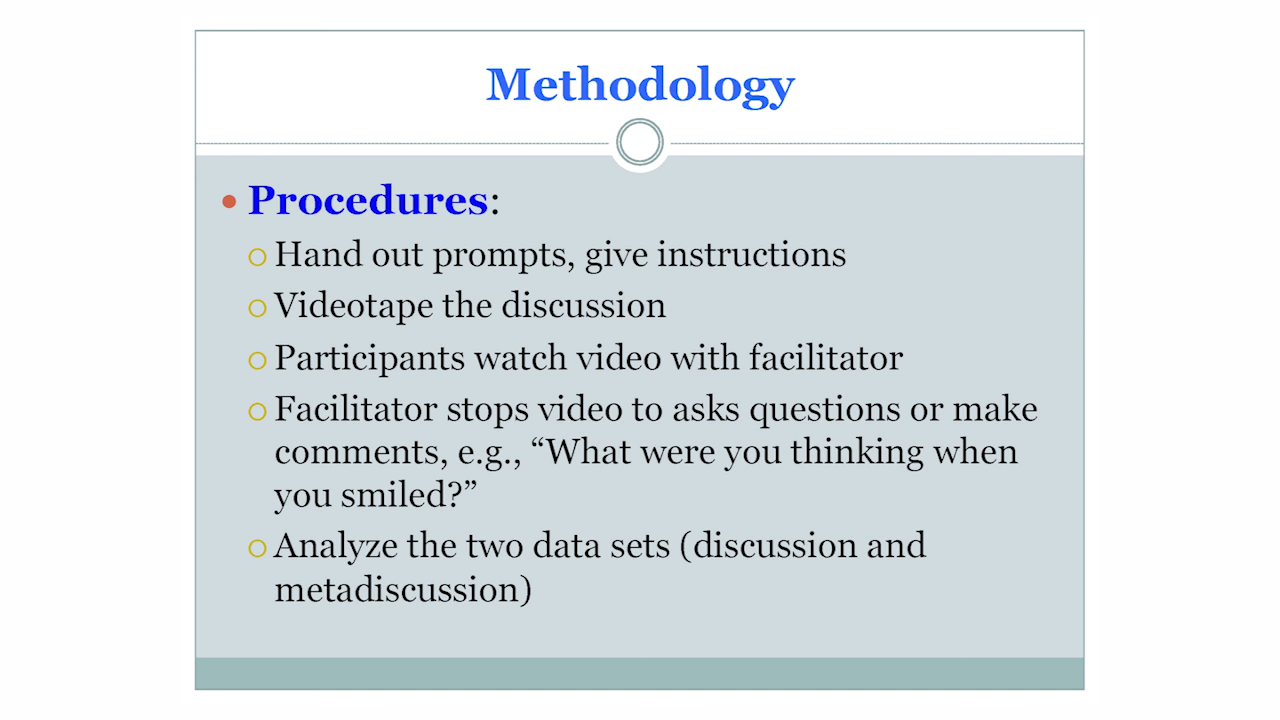 Methodology
Procedures:
Hand out prompts, give instructions
Videotape the discussion
Participants watch video with facilitator
Facilitator stops video to asks questions or make
comments, e.g., “What were you thinking when
you smiled?”
Analyze the two data sets (discussion and
metadiscussion)